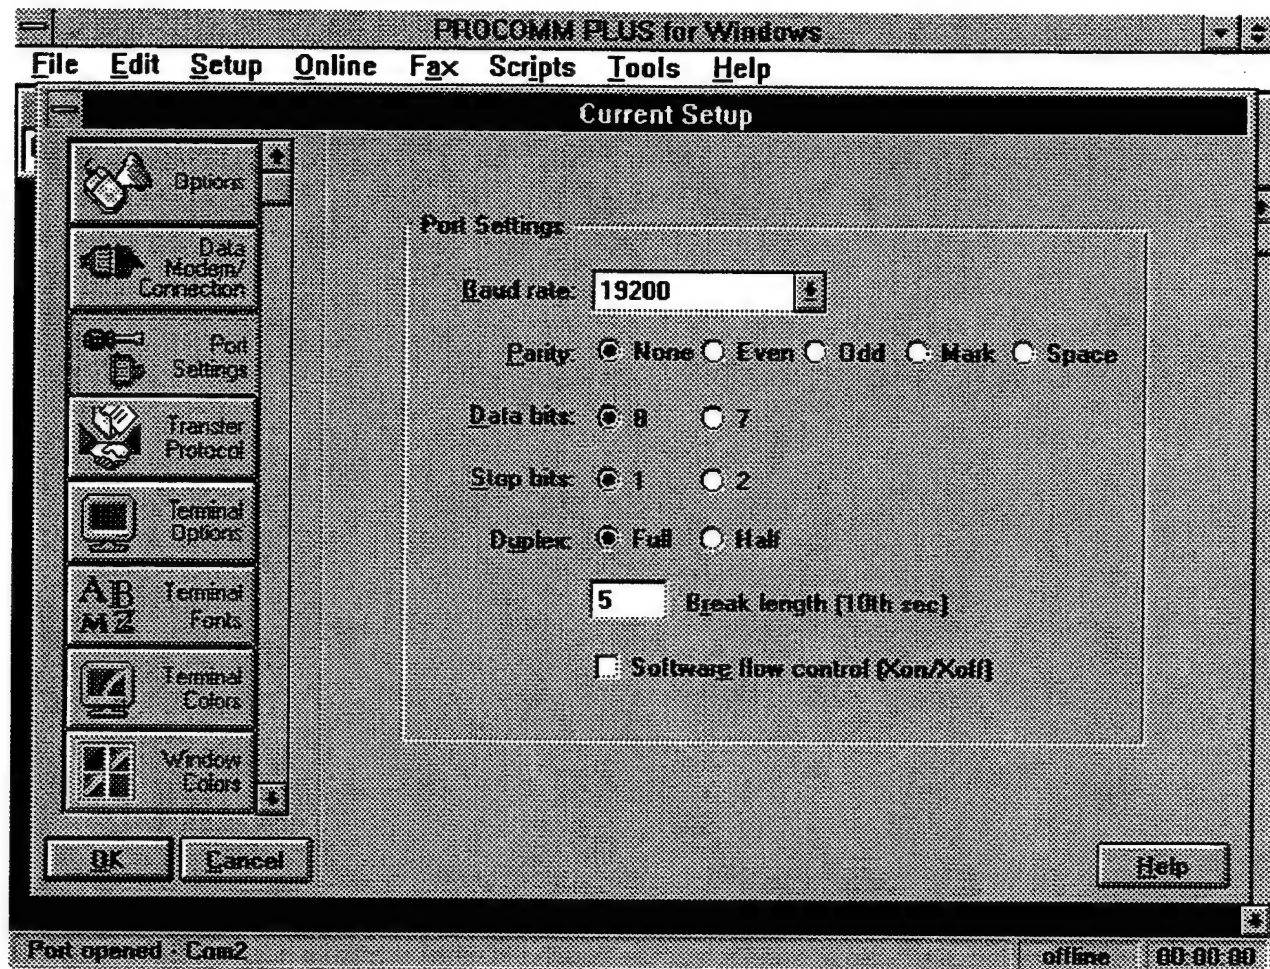 PROCOMM PLUS for Windows
File Edit Setup Online Fax Scripts Tools Help
Current Setup
Options
Data
Modem/
Connection
Port
Settings
Transfer
Protocol
Terminal
Options
Terminal
Fonts
Terminal
Colors
Window
Colors
Port Settings
Baud rate: 19200
Parity: None Even Odd Mark Space
Data bits: 8 7
Stop bits: 1 2
Duplex: Full Half
5 Break length (10th sec)
Software flow control (Xon/Xoff)
OK Cancel Help
Port opened - Com2 offline 00:00:00